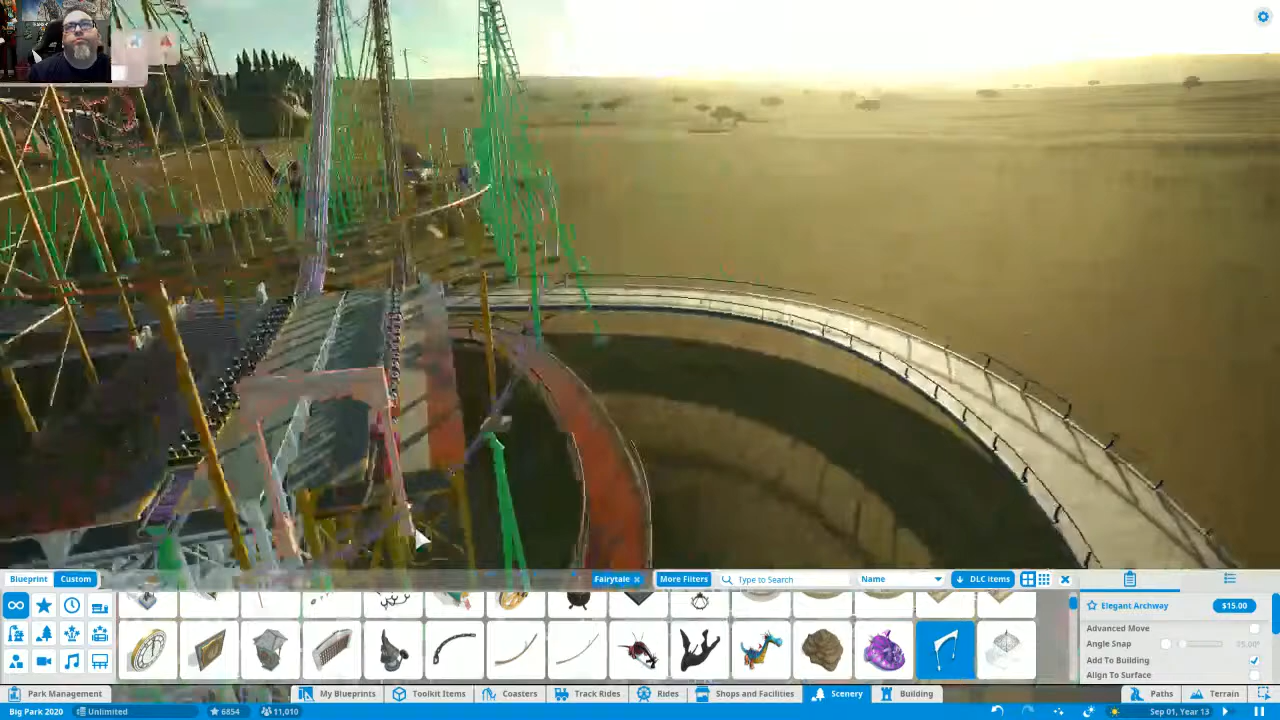 Blueprint Custom Fairytale × More Filters Type to Search Name DLC Items
Elegant Archway $15.00
Advanced Move
Angle Snap
Add To Building
Align To Surface
Park Management My Blueprints Toolkit Items Coasters Track Rides Rides Shops and Facilities Scenery Building Paths Terrain
Big Park 2020 Unlimited 6854 11,010 Sep 01, Year 13